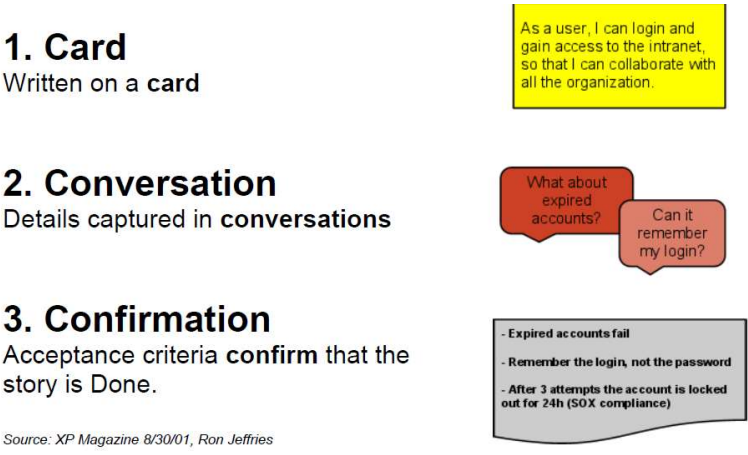 1. Card
Written on a card
As a user, I can login and
gain access to the intranet,
so that I can collaborate with
all the organization.
2. Conversation
Details captured in conversations
What about
expired
accounts?
Can it
remember
my login?
3. Confirmation
Acceptance criteria confirm that the
story is Done.
- Expired accounts fail
- Remember the login, not the password
- After 3 attempts the account is locked
out for 24h (SOX compliance)
Source: XP Magazine 8/30/01, Ron Jeffries